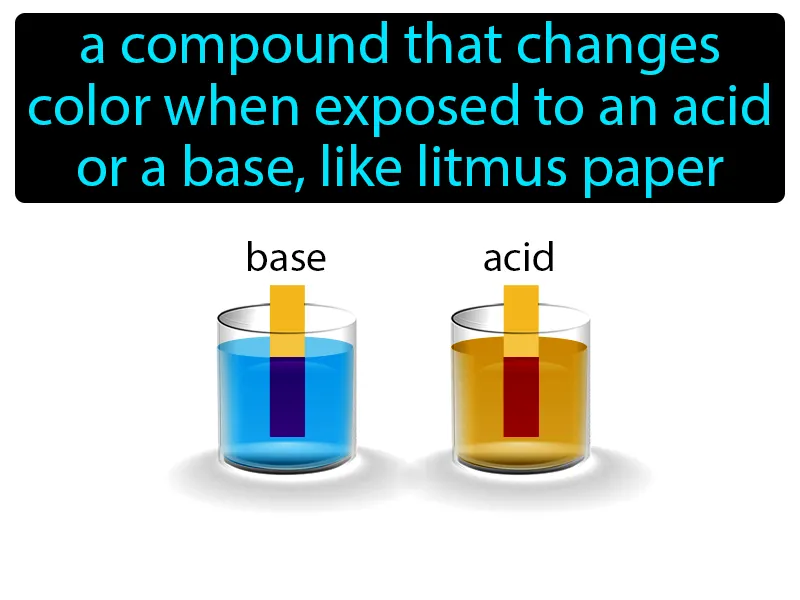 a compound that changes
color when exposed to an acid
or a base, like litmus paper
base acid